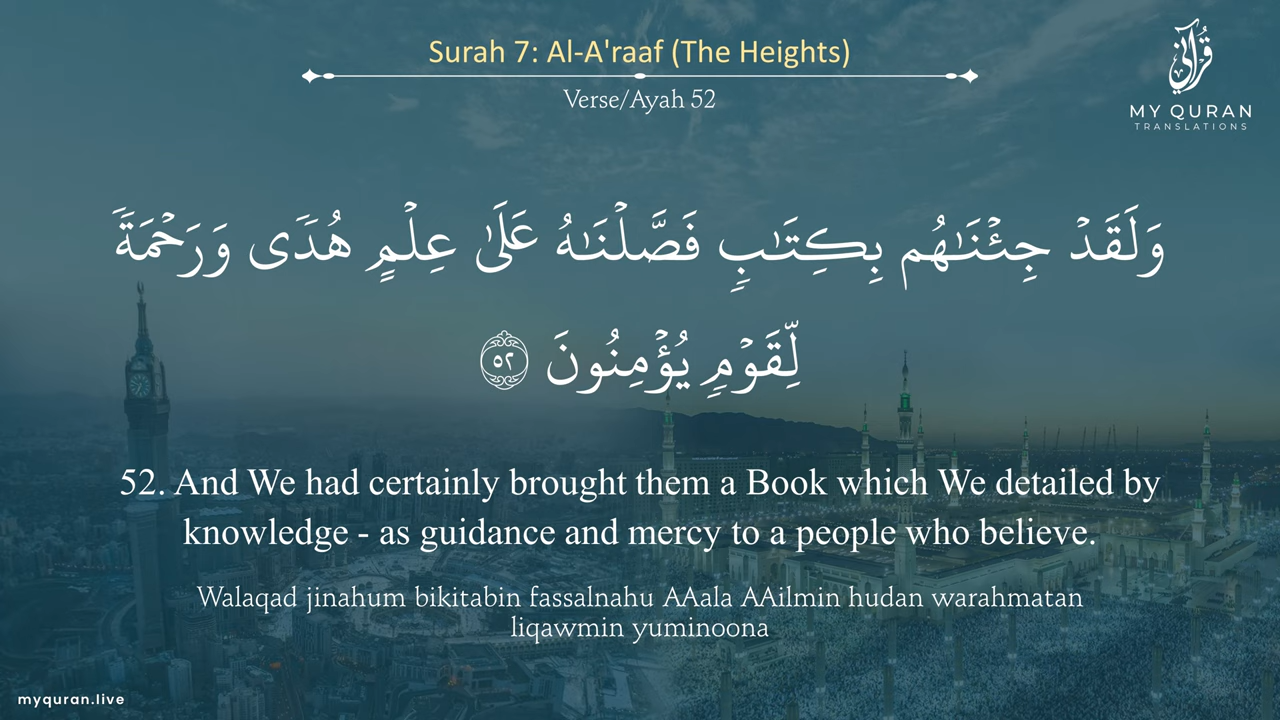 Surah 7: Al-A'raaf (The Heights)
Verse/Ayah 52
قرآني
MY QURAN
TRANSLATIONS
وَلَقَدْ جِئْنَـٰهُم بِكِتَـٰبٍ فَصَّلْنَـٰهُ عَلَىٰ عِلْمٍ هُدًى وَرَحْمَةً
لِّقَوْمٍ يُؤْمِنُونَ ٥٢
52. And We had certainly brought them a Book which We detailed by
knowledge - as guidance and mercy to a people who believe.
Walaqad jinahum bikitabin fassalnahu AAala AAilmin hudan warahmatan
liqawmin yuminoona
myquran.live